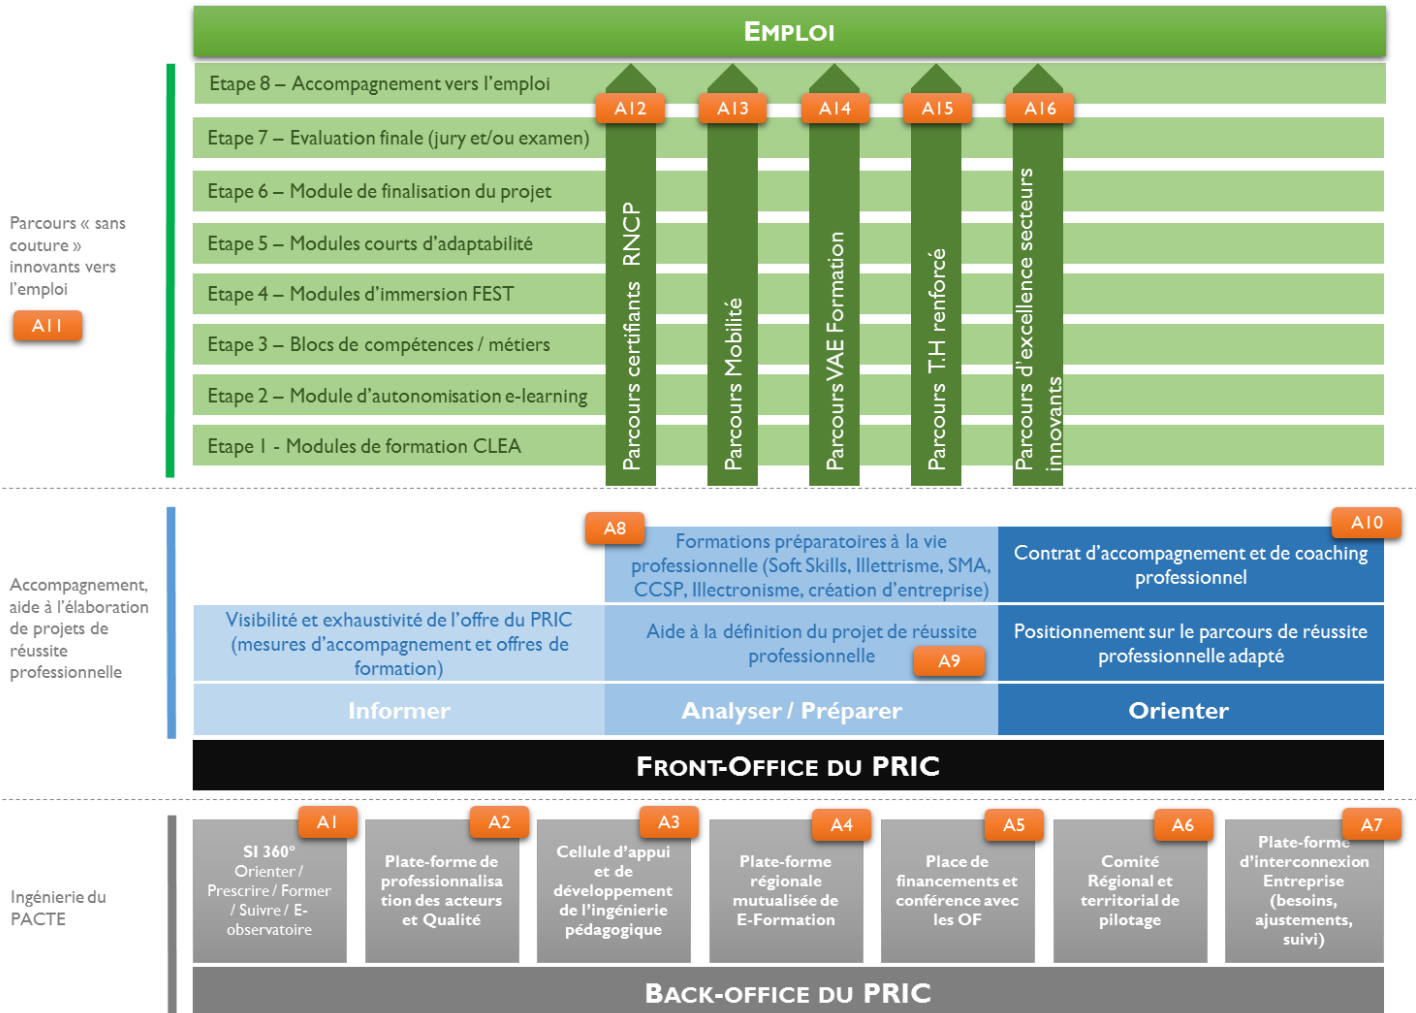 EMPLOI
Etape 8 – Accompagnement vers l'emploi
A12
A13
A14
A15
A16
Etape 7 – Evaluation finale (jury et/ou examen)
Etape 6 – Module de finalisation du projet
Etape 5 – Modules courts d'adaptabilité
Etape 4 – Modules d'immersion FEST
Etape 3 – Blocs de compétences / métiers
Etape 2 – Module d'autonomisation e-learning
Etape 1 - Modules de formation CLEA
Parcours certifiants RNCP
Parcours Mobilité
Parcours VAE Formation
Parcours T.H renforcé
Parcours d'excellence secteurs
innovants
Parcours « sans
couture »
innovants vers
l'emploi
A11
Accompagnement,
aide à l'élaboration
de projets de
réussite
professionnelle
A8
Formations préparatoires à la vie
professionnelle (Soft Skills, Illettrisme, SMA,
CCSP, Illectronisme, création d'entreprise)
A10
Contrat d'accompagnement et de coaching
professionnel
Visibilité et exhaustivité de l'offre du PRIC
(mesures d'accompagnement et offres de
formation)
Aide à la définition du projet de réussite
professionnelle
A9
Positionnement sur le parcours de réussite
professionnelle adapté
Informer
Analyser / Préparer
Orienter
FRONT-OFFICE DU PRIC
Ingénierie du
PACTE
A1
SI 360°
Orienter /
Prescrire / Former
/ Suivre / E-
observatoire
A2
Plate-forme de
professionnalisa
tion des acteurs
et Qualité
A3
Cellule d'appui
et de
développement
de l'ingénierie
pédagogique
A4
Plate-forme
régionale
mutualisée de
E-Formation
A5
Place de
financements et
conférence avec
les OF
A6
Comité
Régional et
territorial de
pilotage
A7
Plate-forme
d'interconnexion
Entreprise
(besoins,
ajustements,
suivi)
BACK-OFFICE DU PRIC